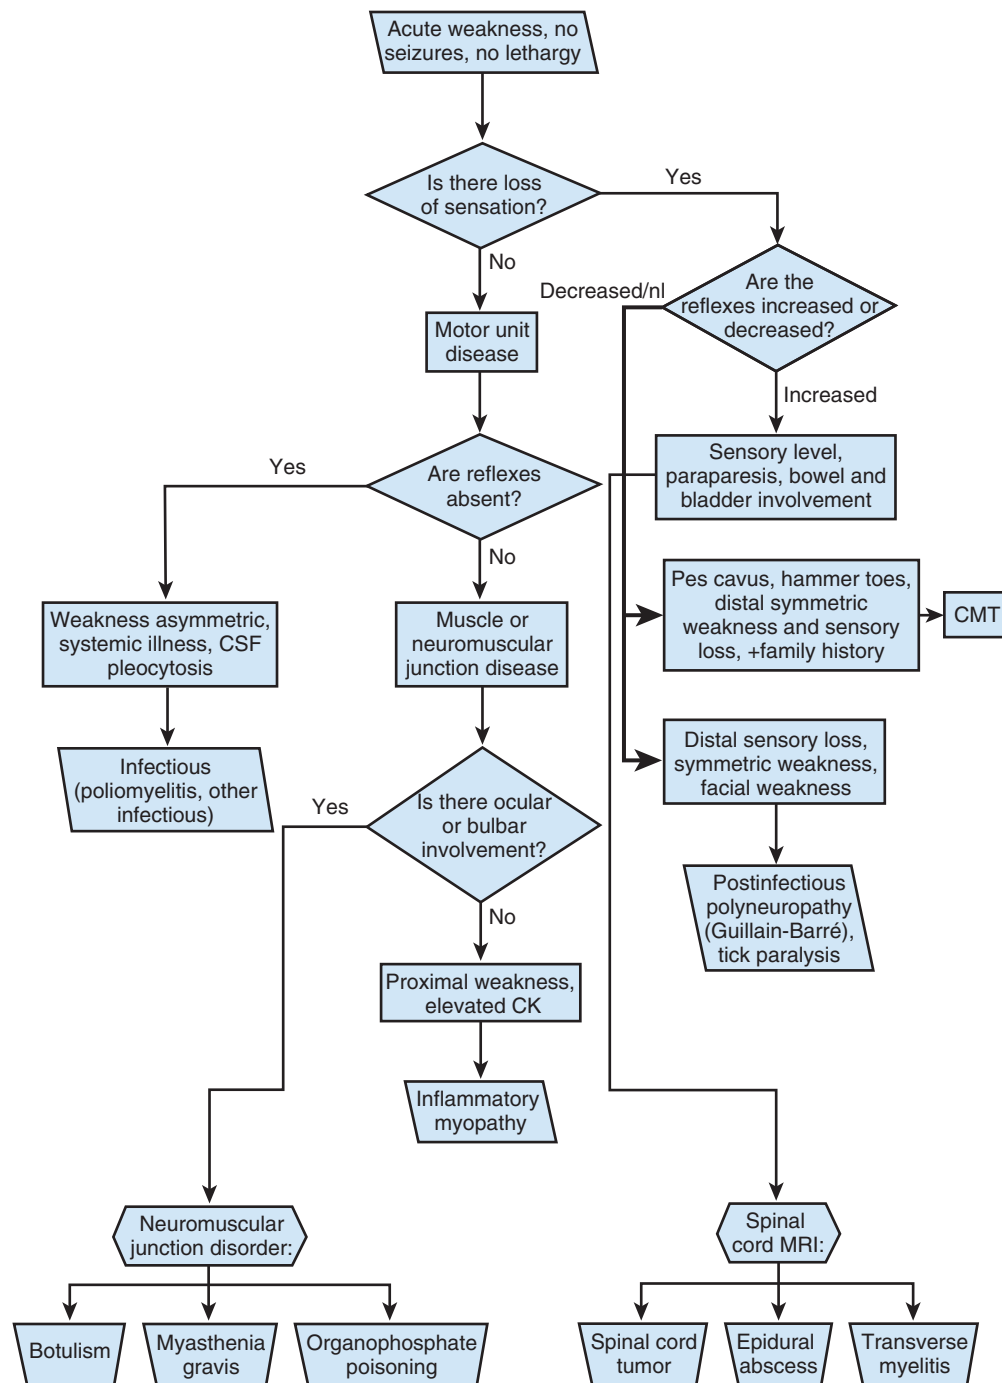 Acute weakness, no
seizures, no lethargy
Is there loss
of sensation?
Yes
No
Are the
reflexes increased or
decreased?
Decreased/nl
Increased
Motor unit
disease
Sensory level,
paraparesis, bowel and
bladder involvement
Are reflexes
absent?
Yes
No
Pes cavus, hammer toes,
distal symmetric
weakness and sensory
loss, +family history
CMT
Weakness asymmetric,
systemic illness, CSF
pleocytosis
Muscle or
neuromuscular
junction disease
Infectious
(poliomyelitis, other
infectious)
Distal sensory loss,
symmetric weakness,
facial weakness
Is there ocular
or bulbar
involvement?
Yes
No
Postinfectious
polyneuropathy
(Guillain-Barré),
tick paralysis
Proximal weakness,
elevated CK
Inflammatory
myopathy
Neuromuscular
junction disorder:
Spinal
cord MRI:
Botulism
Myasthenia
gravis
Organophosphate
poisoning
Spinal cord
tumor
Epidural
abscess
Transverse
myelitis